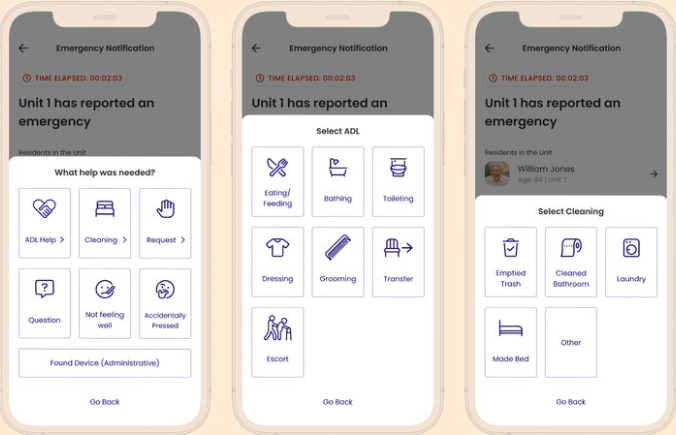 Emergency Notification
TIME ELAPSED: 00:02:03
Unit 1 has reported an
emergency
Residents in the Unit
What help was needed?
ADL Help
Cleaning
Request
Question
Not feeling
well
Accidentally
Pressed
Found Device (Administrative)
Go Back
Emergency Notification
TIME ELAPSED: 00:02:03
Unit 1 has reported an
Select ADL
Eating/
Feeding
Bathing
Toileting
Dressing
Grooming
Transfer
Escort
Go Back
Emergency Notification
TIME ELAPSED: 00:02:03
Unit 1 has reported an
emergency
Residents in the Unit
William Jones
Age: 84 | Unit: 1
Select Cleaning
Emptied
Trash
Cleaned
Bathroom
Laundry
Made Bed
Other
Go Back